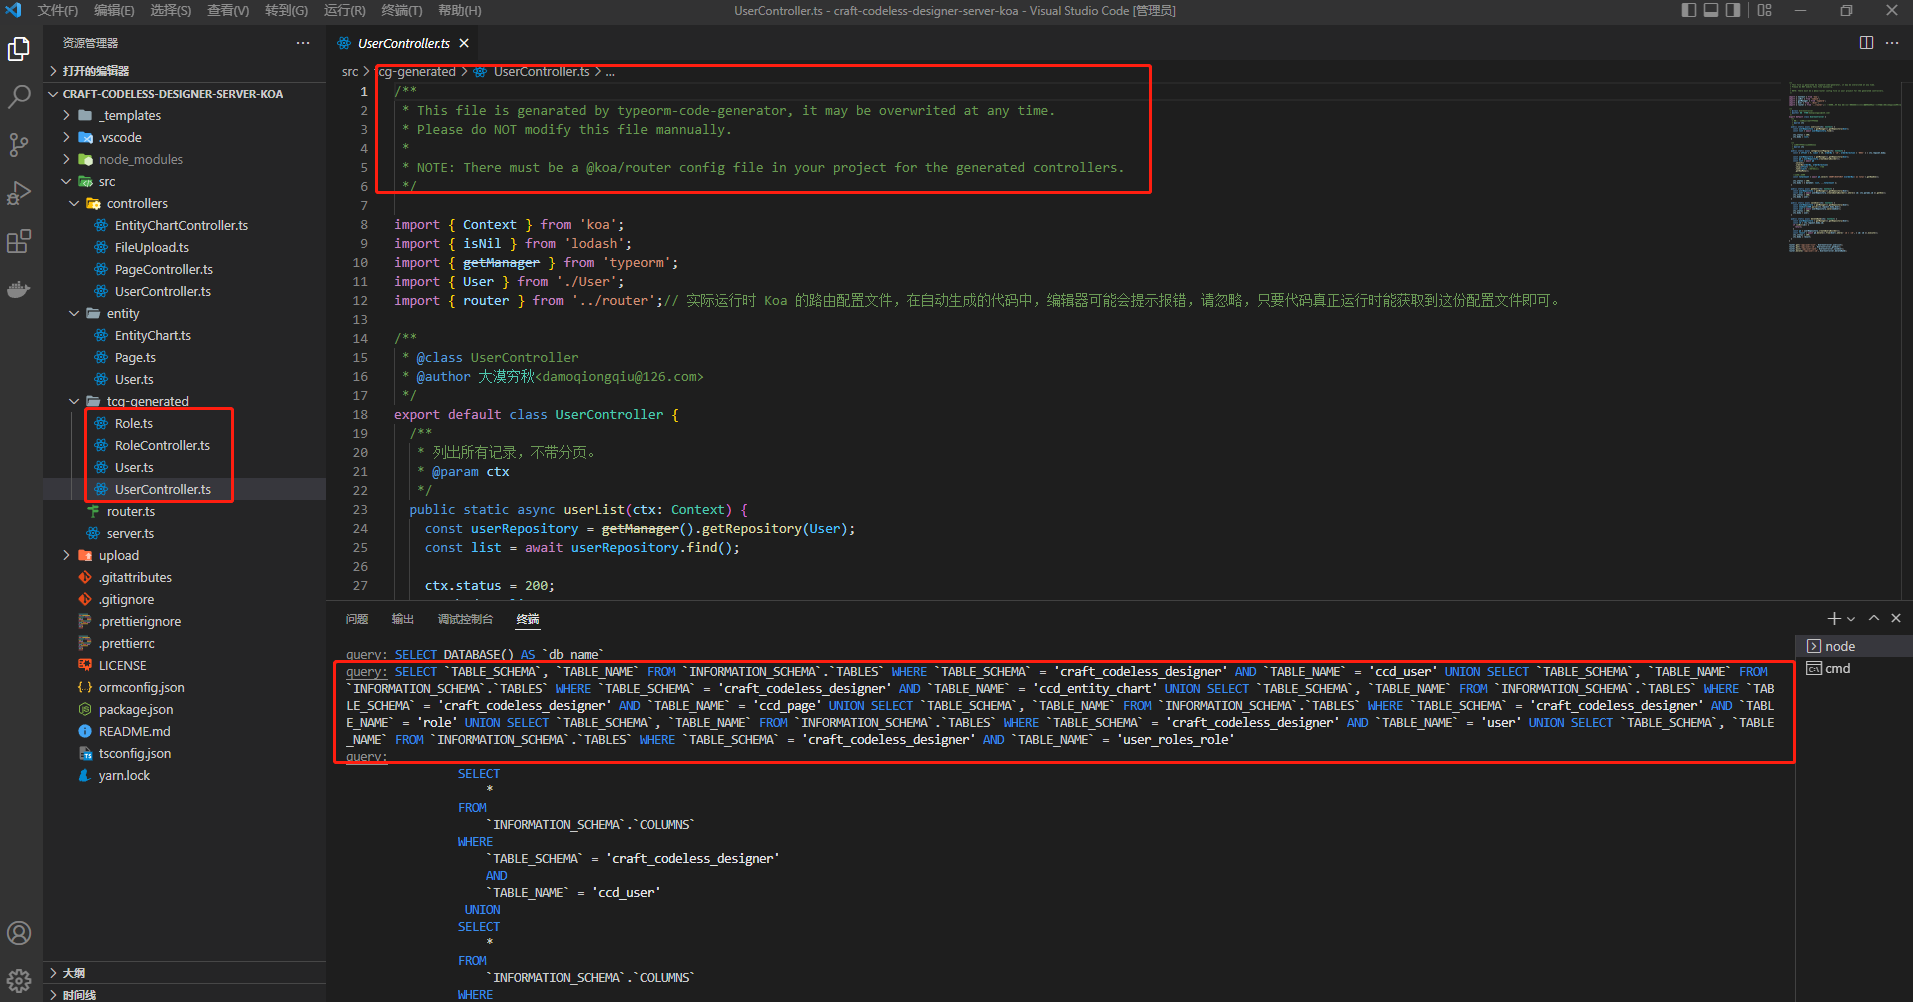 文件(F) 编辑(E) 选择(S) 查看(V) 转到(G) 运行(R) 终端(T) 帮助(H)
UserController.ts - craft-codeless-designer-server-koa - Visual Studio Code [管理员]
资源管理器
打开的编辑器
CRAFT-CODELESS-DESIGNER-SERVER-KOA
_templates
.vscode
node_modules
src
controllers
EntityChartController.ts
FileUpload.ts
PageController.ts
UserController.ts
entity
EntityChart.ts
Page.ts
User.ts
tcg-generated
Role.ts
RoleController.ts
User.ts
UserController.ts
router.ts
server.ts
upload
.gitattributes
.gitignore
.prettierignore
.prettierrc
LICENSE
ormconfig.json
package.json
README.md
tsconfig.json
yarn.lock
大纲
时间线
UserController.ts
src > tcg-generated > UserController.ts > ...
1 /**
2 * This file is genarated by typeorm-code-generator, it may be overwrited at any time.
3 * Please do NOT modify this file mannually.
4 *
5 * NOTE: There must be a @koa/router config file in your project for the generated controllers.
6 */
7
8 import { Context } from 'koa';
9 import { isNil } from 'lodash';
10 import { getManager } from 'typeorm';
11 import { User } from './User';
12 import { router } from '../router';// 实际运行时 Koa 的路由配置文件，在自动生成的代码中，编辑器可能会提示报错，请忽略，只要代码真正运行时能获取到这份配置文件即可。
13
14 /**
15 * @class UserController
16 * @author 大漠穷秋<damoqiongqiu@126.com>
17 */
18 export default class UserController {
19 /**
20 * 列出所有记录，不带分页。
21 * @param ctx
22 */
23 public static async userList(ctx: Context) {
24 const userRepository = getManager().getRepository(User);
25 const list = await userRepository.find();
26
27 ctx.status = 200;
问题 输出 调试控制台 终端
node
cmd
query: SELECT DATABASE() AS `db_name`
query: SELECT `TABLE_SCHEMA`, `TABLE_NAME` FROM `INFORMATION_SCHEMA`.`TABLES` WHERE `TABLE_SCHEMA` = 'craft_codeless_designer' AND `TABLE_NAME` = 'ccd_user' UNION SELECT `TABLE_SCHEMA`, `TABLE_NAME` FROM
`INFORMATION_SCHEMA`.`TABLES` WHERE `TABLE_SCHEMA` = 'craft_codeless_designer' AND `TABLE_NAME` = 'ccd_entity_chart' UNION SELECT `TABLE_SCHEMA`, `TABLE_NAME` FROM `INFORMATION_SCHEMA`.`TABLES` WHERE `TAB
LE_SCHEMA` = 'craft_codeless_designer' AND `TABLE_NAME` = 'ccd_page' UNION SELECT `TABLE_SCHEMA`, `TABLE_NAME` FROM `INFORMATION_SCHEMA`.`TABLES` WHERE `TABLE_SCHEMA` = 'craft_codeless_designer' AND `TABL
E_NAME` = 'role' UNION SELECT `TABLE_SCHEMA`, `TABLE_NAME` FROM `INFORMATION_SCHEMA`.`TABLES` WHERE `TABLE_SCHEMA` = 'craft_codeless_designer' AND `TABLE_NAME` = 'user' UNION SELECT `TABLE_SCHEMA`, `TABLE
_NAME` FROM `INFORMATION_SCHEMA`.`TABLES` WHERE `TABLE_SCHEMA` = 'craft_codeless_designer' AND `TABLE_NAME` = 'user_roles_role'
query:
SELECT
*
FROM
`INFORMATION_SCHEMA`.`COLUMNS`
WHERE
`TABLE_SCHEMA` = 'craft_codeless_designer'
AND
`TABLE_NAME` = 'ccd_user'
UNION
SELECT
*
FROM
`INFORMATION_SCHEMA`.`COLUMNS`
WHERE